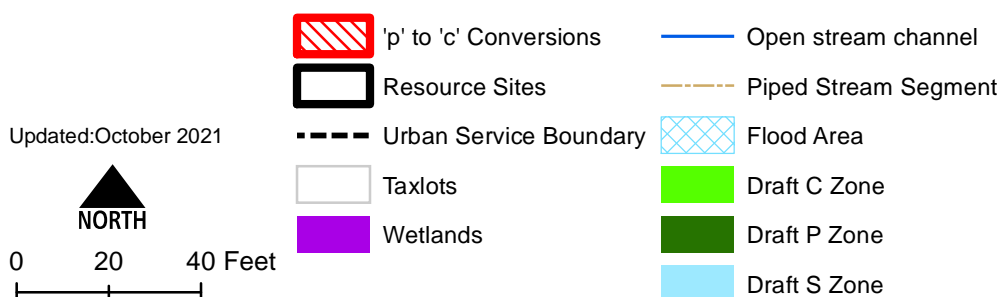 'p' to 'c' Conversions
Resource Sites
Urban Service Boundary
Taxlots
Wetlands
Open stream channel
Piped Stream Segment
Flood Area
Draft C Zone
Draft P Zone
Draft S Zone
Updated:October 2021
NORTH
0 20 40 Feet